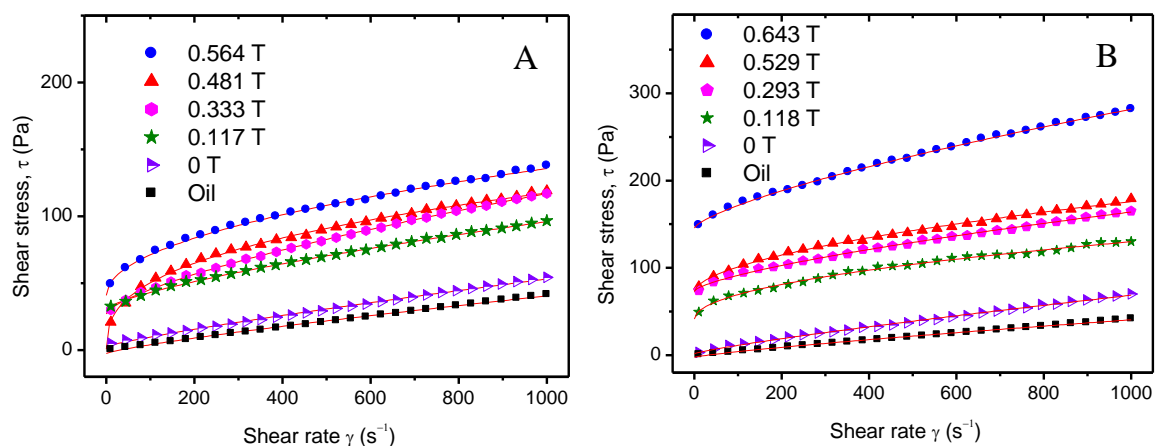 A
0.564 T
0.481 T
0.333 T
0.117 T
0 T
Oil
200
100
0
Shear stress, τ (Pa)
0 200 400 600 800 1000
Shear rate γ (s⁻¹)
B
0.643 T
0.529 T
0.293 T
0.118 T
0 T
Oil
300
200
100
0
Shear stress, τ (Pa)
0 200 400 600 800 1000
Shear rate γ (s⁻¹)